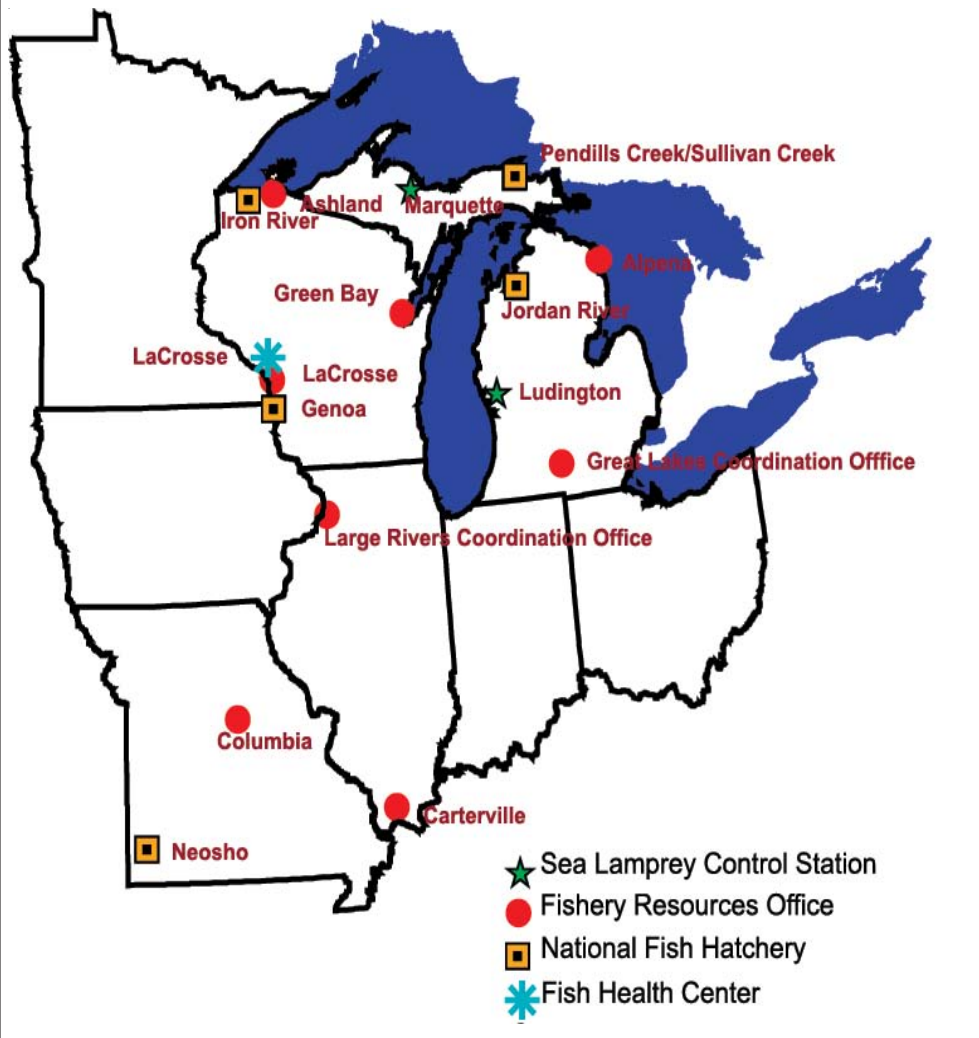 Pendills Creek/Sullivan Creek
Ashland
Marquette
Iron River
Alpena
Green Bay
Jordan River
LaCrosse
LaCrosse
Ludington
Genoa
Great Lakes Coordination Offfice
Large Rivers Coordination Office
Columbia
Carterville
Neosho
Sea Lamprey Control Station
Fishery Resources Office
National Fish Hatchery
Fish Health Center